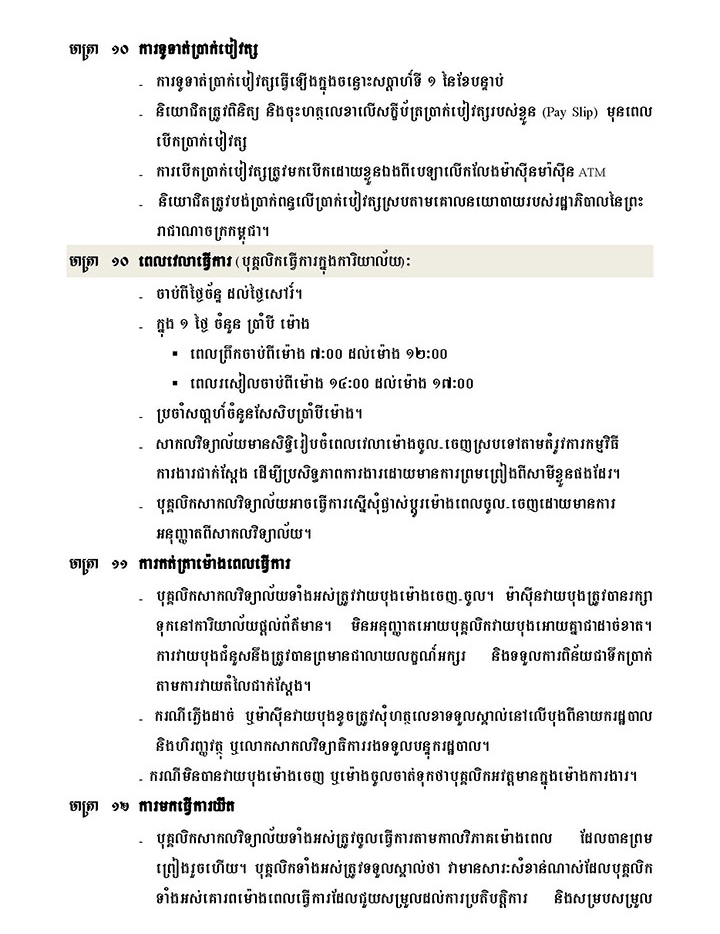 មាត្រា ១០ ការទូទាត់ប្រាក់បៀវត្ស
- ការទូទាត់ប្រាក់បៀវត្សធ្វើឡើងក្នុងចន្លោះសប្ដាហ៍ទី ១ នៃខែបន្ទាប់
- និយោជិតត្រូវពិនិត្យ និងចុះហត្ថលេខាលើសក្ខីប័ត្រប្រាក់បៀវត្សរបស់ខ្លួន (Pay Slip) មុនពេល
បើកប្រាក់បៀវត្ស
- ការបើកប្រាក់បៀវត្សត្រូវមកបើកដោយខ្លួនឯងពីបេឡាលើកលែងម៉ាស៊ីនម៉ាស៊ីន ATM
- និយោជិតត្រូវបង់ប្រាក់ពន្ធលើប្រាក់បៀវត្សស្របតាមគោលនយោបាយរបស់រដ្ឋាភិបាលនៃព្រះ
រាជាណាចក្រកម្ពុជា។
មាត្រា ១០ ពេលវេលាធ្វើការ (បុគ្គលិកធ្វើការក្នុងការិយាល័យ)ៈ
- ចាប់ពីថ្ងៃច័ន្ទ ដល់ថ្ងៃសៅរ៍។
- ក្នុង ១ ថ្ងៃ ចំនួន ប្រាំបី ម៉ោង
▪ ពេលព្រឹកចាប់ពីម៉ោង ៧:០០ ដល់ម៉ោង ១២:០០
▪ ពេលរសៀលចាប់ពីម៉ោង ១៤:០០ ដល់ម៉ោង ១៧:០០
- ប្រចាំសបា្ដហ៍ចំនួនសែសិបប្រាំបីម៉ោង។
- សាកលវិទ្យាល័យមានសិទ្ធិរៀបចំពេលវេលាម៉ោងចូល-ចេញស្របទៅតាមតំរូវការកម្មវិធី
ការងារជាក់ស្ដែង ដើម្បីប្រសិទ្ធភាពការងារដោយមានការព្រមព្រៀងពីសាមីខ្លួនផងដែរ។
- បុគ្គលិកសាកលវិទ្យាល័យអាចធ្វើការស្នើសុំផ្លាស់ប្ដូរម៉ោងពេលចូល-ចេញដោយមានការ
អនុញ្ញាតពីសាកលវិទ្យាល័យ។
មាត្រា ១១ ការកត់ត្រាម៉ោងពេលធ្វើការ
- បុគ្គលិកសាកលវិទ្យាល័យទាំងអស់ត្រូវវាយបុងម៉ោងចេញ-ចូល។ ម៉ាស៊ីនវាយបុងត្រូវបានរក្សា
ទុកនៅការិយាល័យផ្ដល់ព័ត៌មាន។ មិនអនុញ្ញាតអោយបុគ្គលិកវាយបុងអោយគ្នាជាដាច់ខាត។
ការវាយបុងជំនួសនឹងត្រូវបានព្រមានជាលាយលក្ខណ៍អក្សរ និងទទួលការពិន័យជាទឹកប្រាក់
តាមការវាយតំលៃជាក់ស្ដែង។
- ករណីភ្លើងដាច់ ឬម៉ាស៊ីនវាយបុងខូចត្រូវសុំហត្ថលេខាទទួលស្គាល់នៅលើបុងពីនាយករដ្ឋបាល
និងហិរញ្ញវត្ថុ ឬលោកសាកលវិទ្យាធិការរងទទួលបន្ទុករដ្ឋបាល។
- ករណីមិនបានវាយបុងម៉ោងចេញ ឬម៉ោងចូលចាត់ទុកថាបុគ្គលិកអវត្តមានក្នុងម៉ោងការងារ។
មាត្រា ១២ ការមកធ្វើការយឺត
- បុគ្គលិកសាកលវិទ្យាល័យទាំងអស់ត្រូវចូលធ្វើការតាមកាលវិភាគម៉ោងពេល ដែលបានព្រម
ព្រៀងរួចហើយ។ បុគ្គលិកទាំងអស់ត្រូវទទួលស្គាល់ថា វាមានសារៈសំខាន់ណាស់ដែលបុគ្គលិក
ទាំងអស់គោរពម៉ោងពេលធ្វើការដែលជួយសម្រួលដល់ការប្រតិបត្តិការ និងសម្របសម្រួល